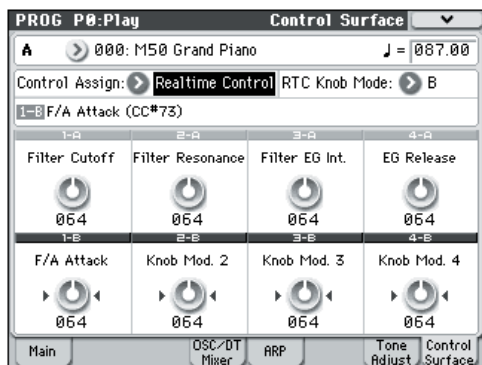 PROG P0:Play Control Surface
A 000: M50 Grand Piano ♩= 087.00
Control Assign: Realtime Control RTC Knob Mode: B
1-B F/A Attack (CC#73)
1-A 2-A 3-A 4-A
Filter Cutoff Filter Resonance Filter EG Int. EG Release
064 064 064 064
1-B 2-B 3-B 4-B
F/A Attack Knob Mod. 2 Knob Mod. 3 Knob Mod. 4
064 064 064 064
Main OSC/DT Mixer ARP Tone Adjust Control Surface